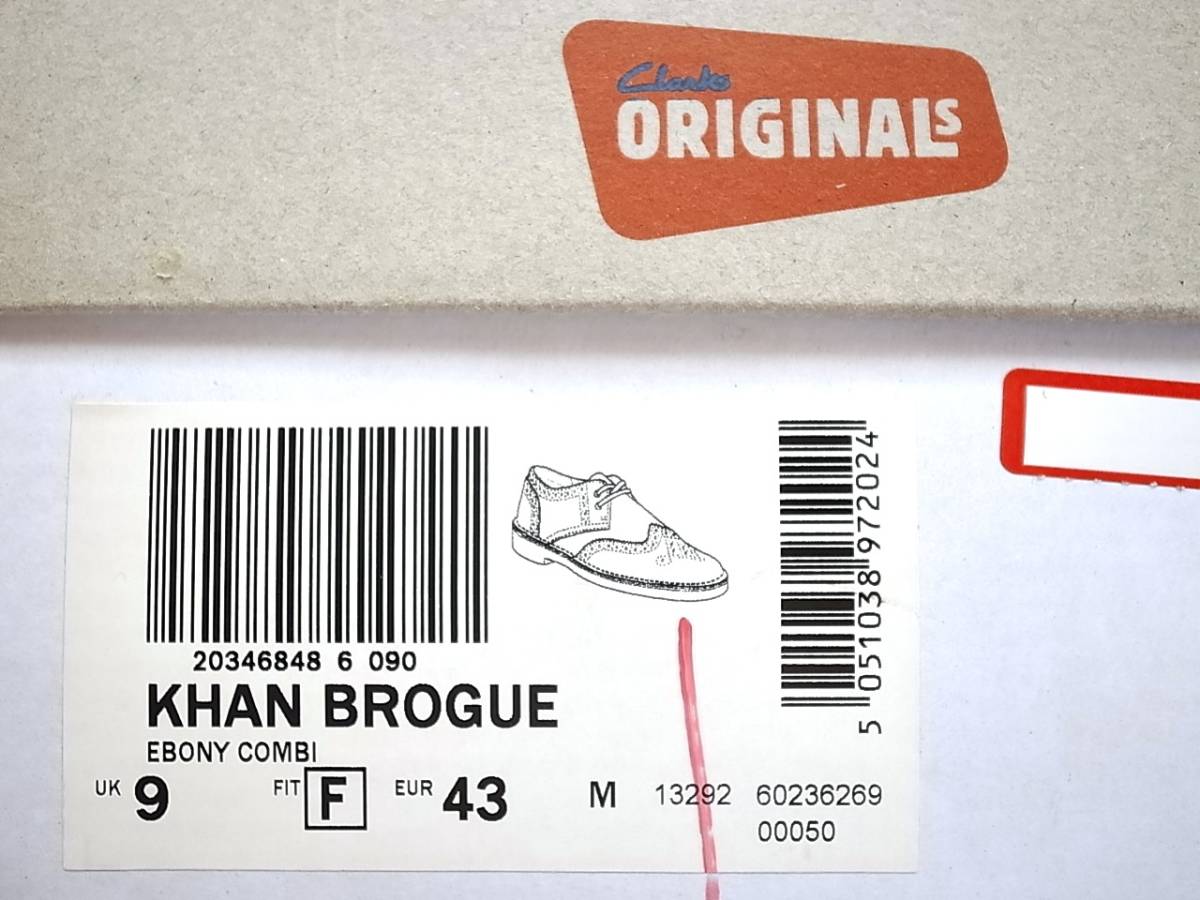 Clarks
ORIGINALS
20346848 6 090
KHAN BROGUE
EBONY COMBI
UK 9 FIT F EUR 43 M 13292 60236269
00050
5 051038 972024